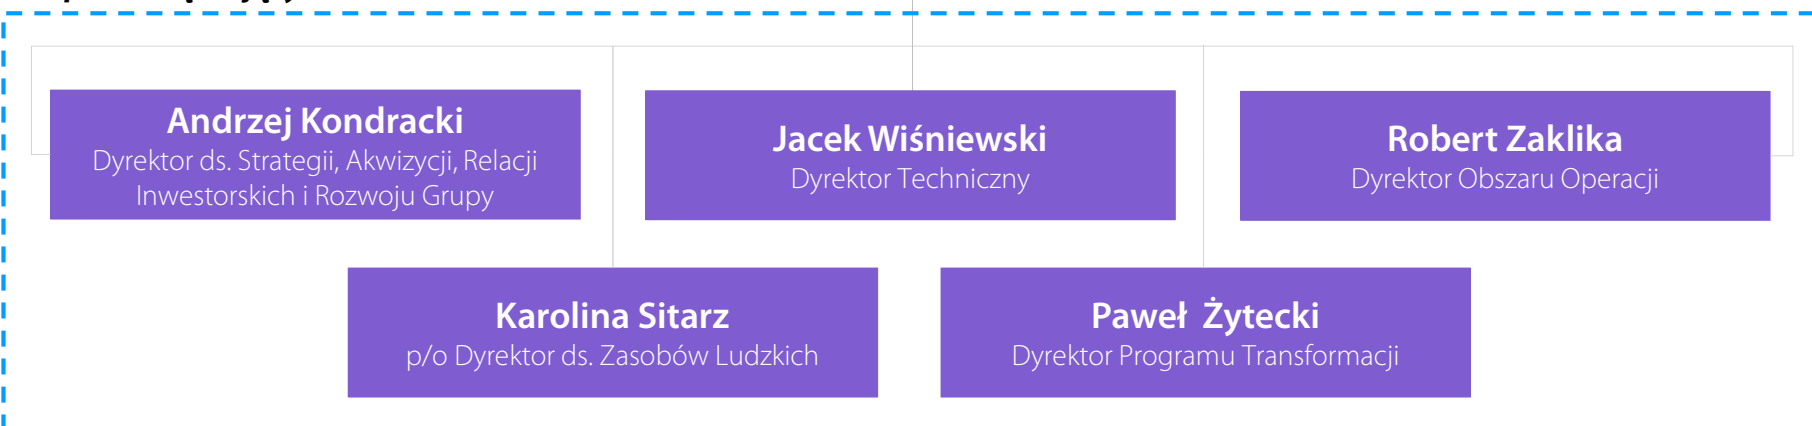 Andrzej Kondracki
Dyrektor ds. Strategii, Akwizycji, Relacji
Inwestorskich i Rozwoju Grupy
Jacek Wiśniewski
Dyrektor Techniczny
Robert Zaklika
Dyrektor Obszaru Operacji
Karolina Sitarz
p/o Dyrektor ds. Zasobów Ludzkich
Paweł Żytecki
Dyrektor Programu Transformacji